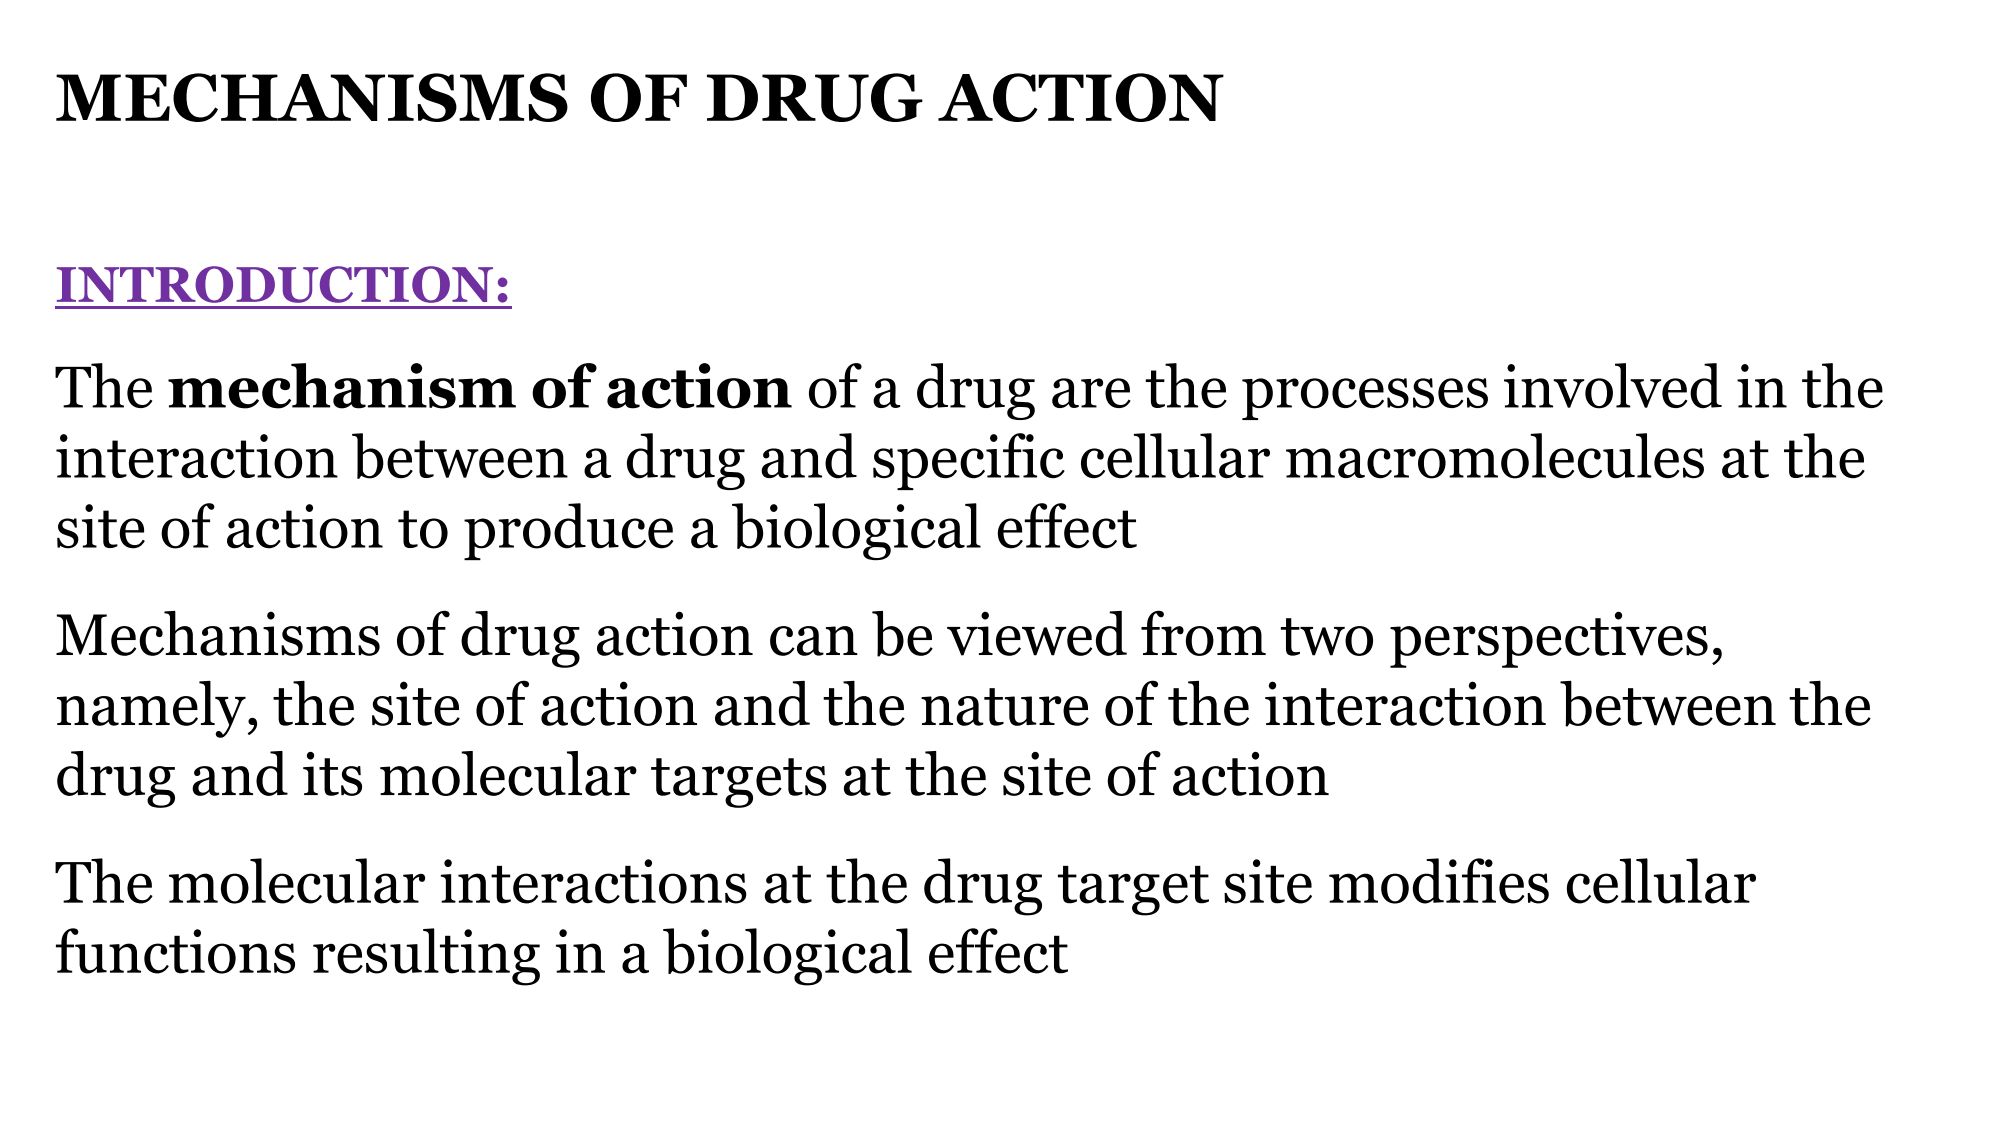 MECHANISMS OF DRUG ACTION
INTRODUCTION:
The mechanism of action of a drug are the processes involved in the
interaction between a drug and specific cellular macromolecules at the
site of action to produce a biological effect
Mechanisms of drug action can be viewed from two perspectives,
namely, the site of action and the nature of the interaction between the
drug and its molecular targets at the site of action
The molecular interactions at the drug target site modifies cellular
functions resulting in a biological effect